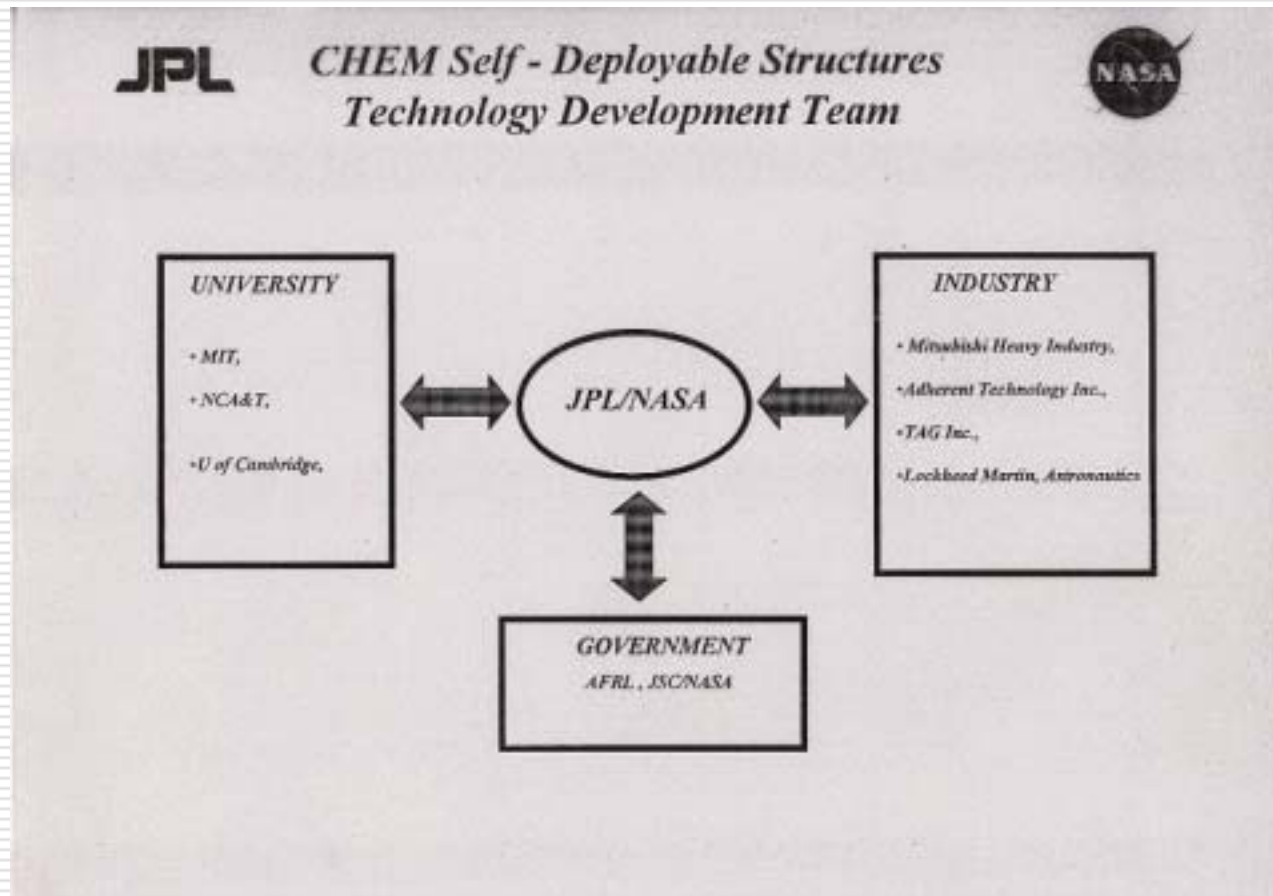 JPL
CHEM Self - Deployable Structures
Technology Development Team
NASA
UNIVERSITY
• MIT,
• NCA&T,
•U of Cambridge,
JPL/NASA
INDUSTRY
• Mitsubishi Heavy Industry,
•Adherent Technology Inc.,
•TAG Inc.,
•Lockheed Martin, Astronautics
GOVERNMENT
AFRL , JSC/NASA